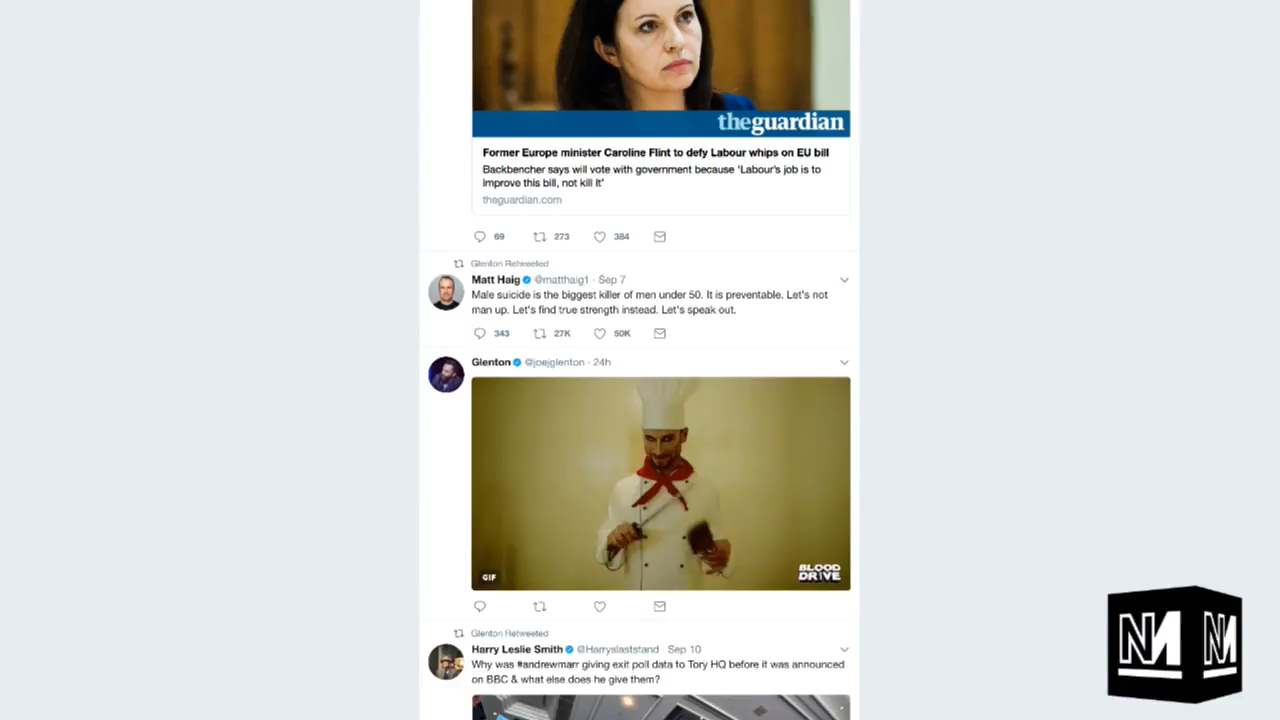 theguardian
Former Europe minister Caroline Flint to defy Labour whips on EU bill
Backbencher says will vote with government because 'Labour's job is to
improve this bill, not kill it'
theguardian.com
69 273 384
Glenton Retweeted
Matt Haig @matthaig1 · Sep 7
Male suicide is the biggest killer of men under 50. It is preventable. Let's not
man up. Let's find true strength instead. Let's speak out.
343 27K 50K
Glenton @joejglenton · 24h
GIF
BLOOD
DRIVE
Glenton Retweeted
Harry Leslie Smith @Harryslaststand · Sep 10
Why was #andrewmarr giving exit poll data to Tory HQ before it was announced
on BBC & what else does he give them?
NM NM